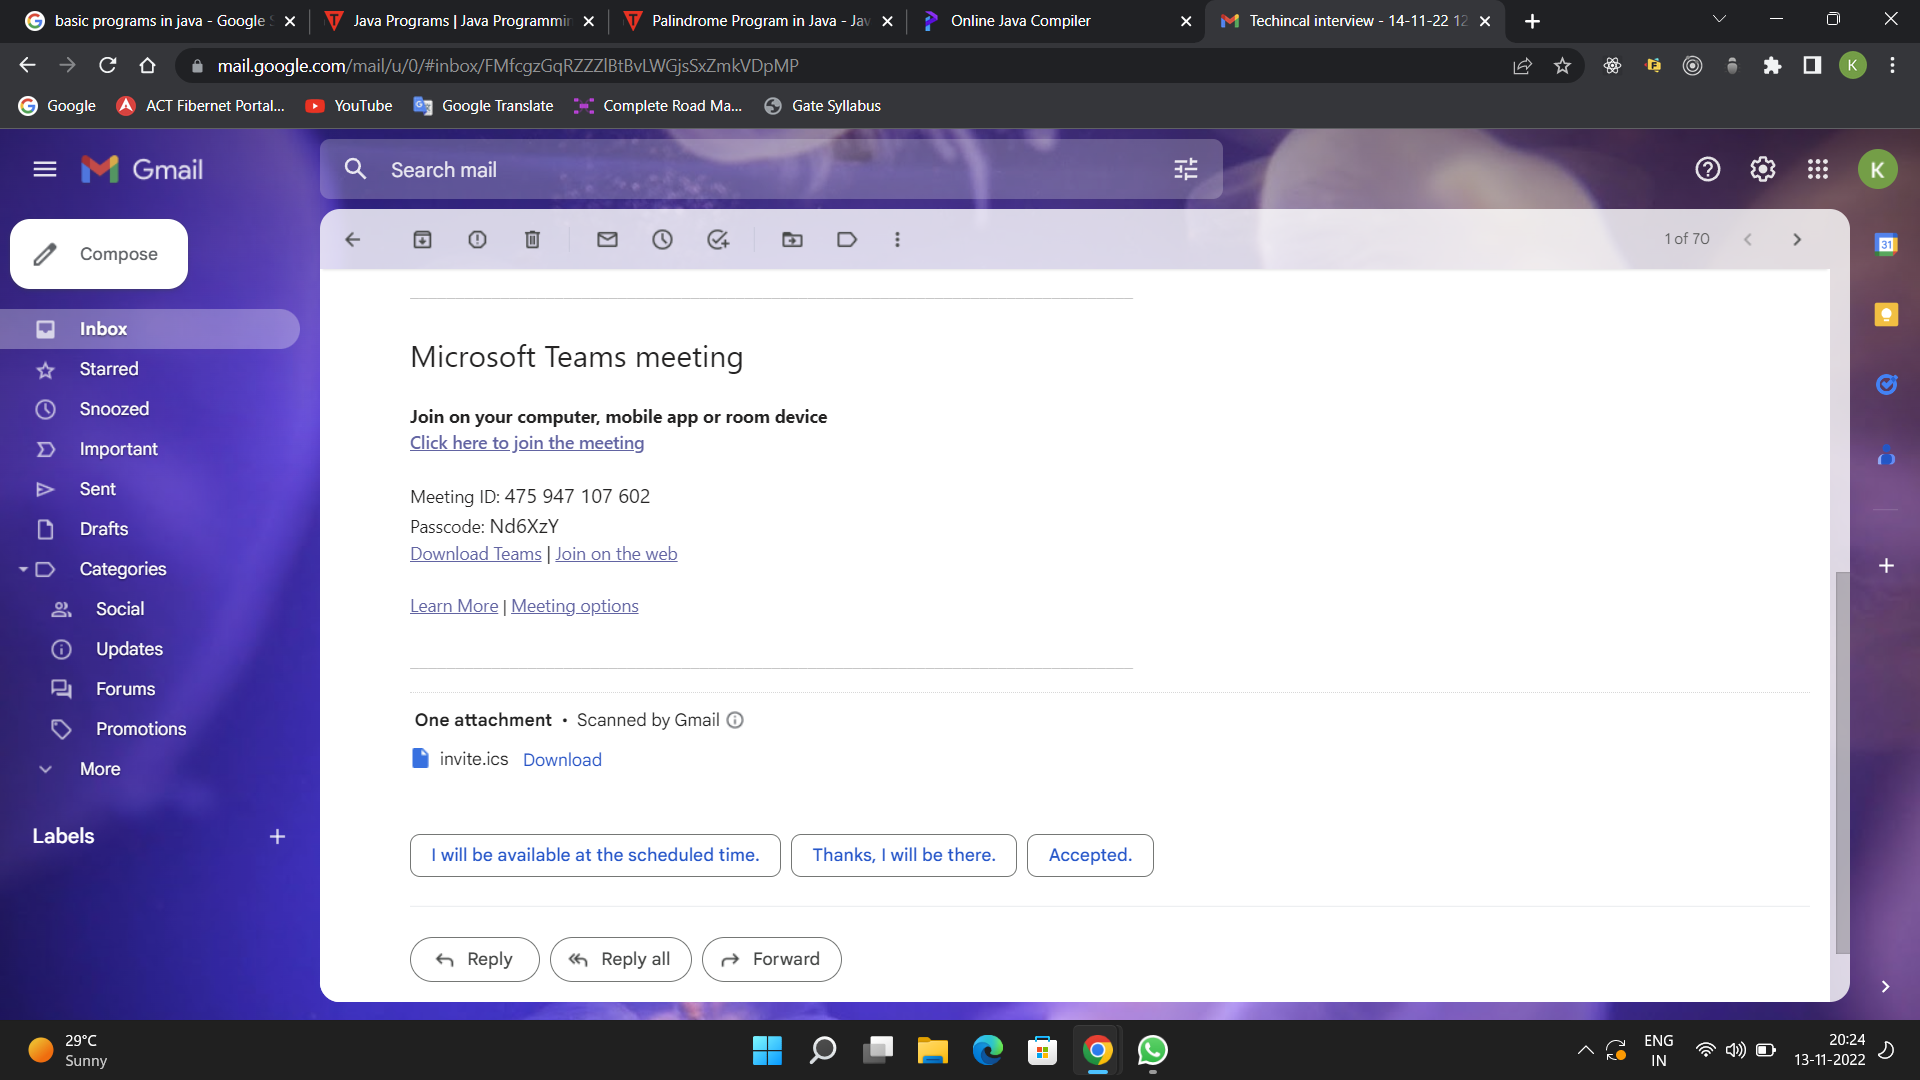 basic programs in java - Google S
Java Programs | Java Programmin
Palindrome Program in Java - Jav
Online Java Compiler
Techincal interview - 14-11-22 12
mail.google.com/mail/u/0/#inbox/FMfcgzGqRZZZlBtBvLWGjsSxZmkVDpMP
K
Google
ACT Fibernet Portal...
YouTube
Google Translate
Complete Road Ma...
Gate Syllabus
Gmail
Search mail
K
Compose
1 of 70
31
Inbox
Starred
Snoozed
Important
Sent
Drafts
Categories
Social
Updates
Forums
Promotions
More
Labels
Microsoft Teams meeting
Join on your computer, mobile app or room device
Click here to join the meeting
Meeting ID: 475 947 107 602
Passcode: Nd6XzY
Download Teams | Join on the web
Learn More | Meeting options
One attachment • Scanned by Gmail
invite.ics Download
I will be available at the scheduled time.
Thanks, I will be there.
Accepted.
Reply
Reply all
Forward
29°C
Sunny
ENG
IN
20:24
13-11-2022